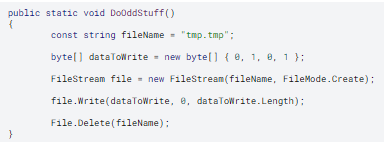 public static void DoOddStuff()
{
const string fileName = "tmp.tmp";
byte[] dataToWrite = new byte[] { 0, 1, 0, 1 };
FileStream file = new FileStream(fileName, FileMode.Create);
file.Write(dataToWrite, 0, dataToWrite.Length);
File.Delete(fileName);
}